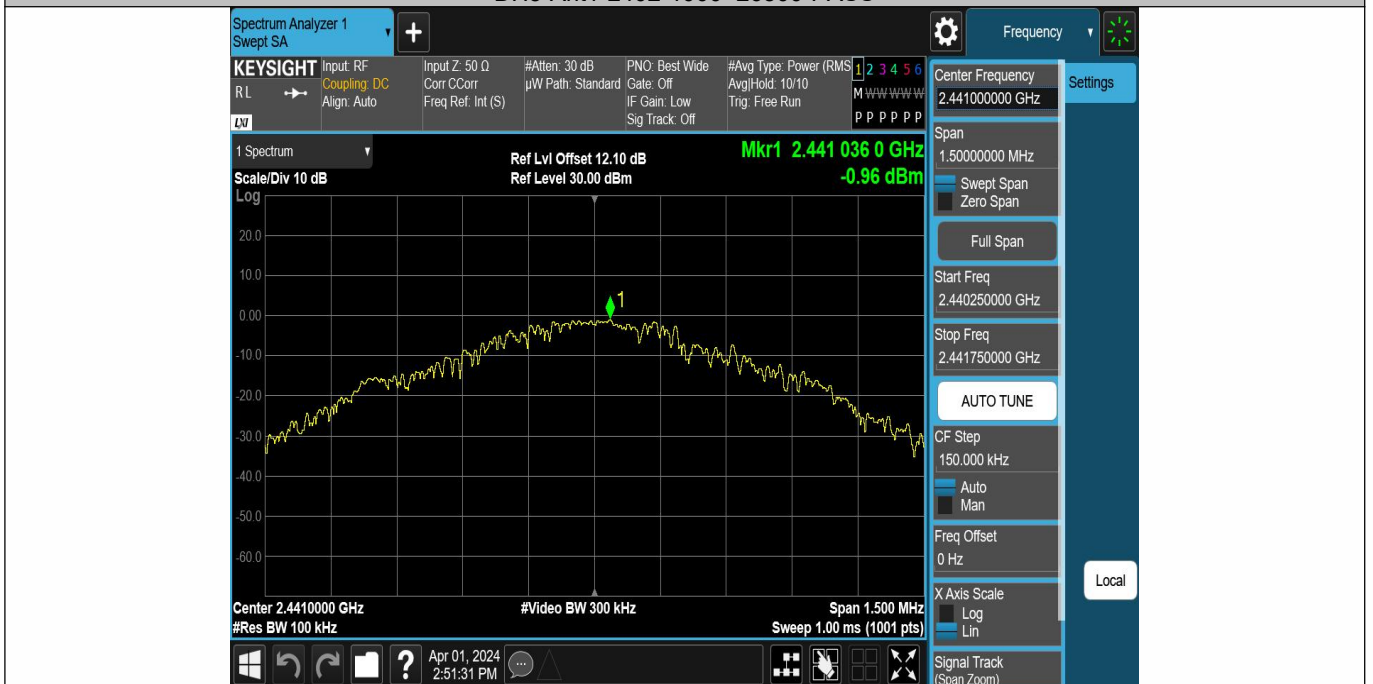 Spectrum Analyzer 1
Swept SA
+
Frequency
KEYSIGHT
RL
LXI
Input: RF
Coupling: DC
Align: Auto
Input Z: 50 Ω
Corr CCorr
Freq Ref: Int (S)
#Atten: 30 dB
µW Path: Standard
PNO: Best Wide
Gate: Off
IF Gain: Low
Sig Track: Off
#Avg Type: Power (RMS
Avg|Hold: 10/10
Trig: Free Run
1 2 3 4 5 6
M W W W W W
P P P P P P
1 Spectrum
Scale/Div 10 dB
Log
Ref Lvl Offset 12.10 dB
Ref Level 30.00 dBm
Mkr1 2.441 036 0 GHz
-0.96 dBm
20.0
10.0
0.00
-10.0
-20.0
-30.0
-40.0
-50.0
-60.0
1
Center 2.4410000 GHz
#Res BW 100 kHz
#Video BW 300 kHz
Span 1.500 MHz
Sweep 1.00 ms (1001 pts)
Center Frequency
2.441000000 GHz
Settings
Span
1.50000000 MHz
Swept Span
Zero Span
Full Span
Start Freq
2.440250000 GHz
Stop Freq
2.441750000 GHz
AUTO TUNE
CF Step
150.000 kHz
Auto
Man
Freq Offset
0 Hz
X Axis Scale
Log
Lin
Local
Signal Track
(Span Zoom)
?
Apr 01, 2024
2:51:31 PM